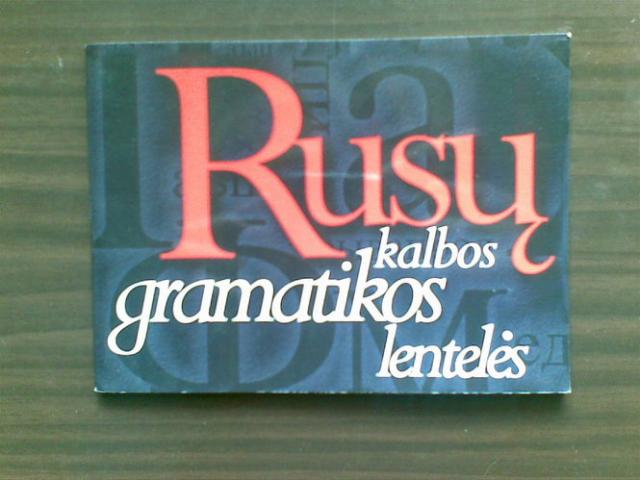 Rusų
kalbos
gramatikos
lentelės